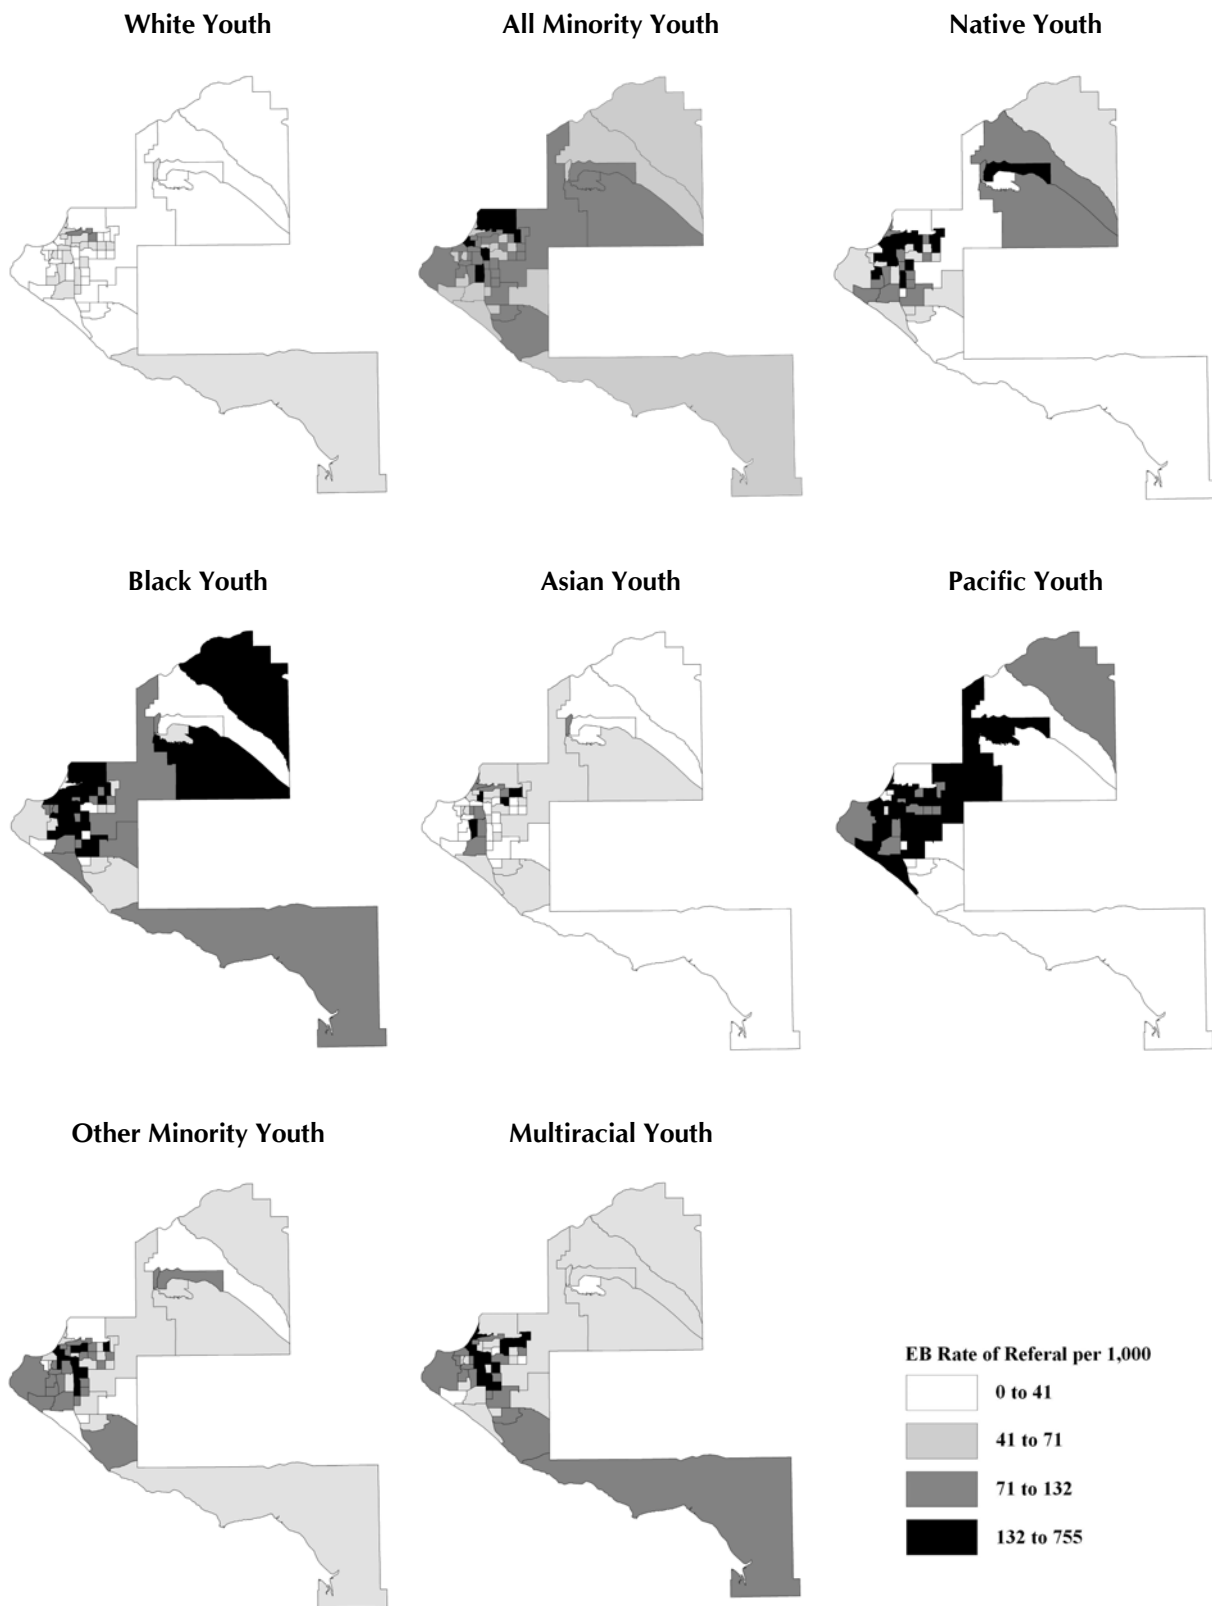 White Youth
All Minority Youth
Native Youth
Black Youth
Asian Youth
Pacific Youth
Other Minority Youth
Multiracial Youth
EB Rate of Referal per 1,000
0 to 41
41 to 71
71 to 132
132 to 755